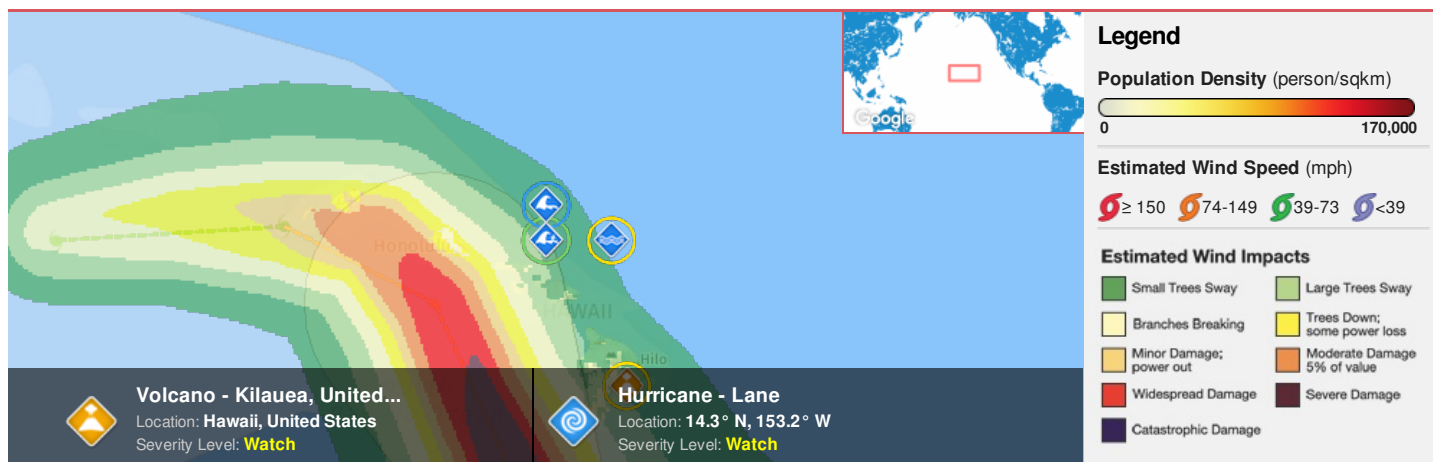 Google
Honolulu
HAWAII
Hilo
Volcano - Kilauea, United...
Location: Hawaii, United States
Severity Level: Watch
Hurricane - Lane
Location: 14.3° N, 153.2° W
Severity Level: Watch
Legend
Population Density (person/sqkm)
0 170,000
Estimated Wind Speed (mph)
≥ 150 74-149 39-73 <39
Estimated Wind Impacts
Small Trees Sway Large Trees Sway
Branches Breaking Trees Down;
some power loss
Minor Damage; Moderate Damage
power out 5% of value
Widespread Damage Severe Damage
Catastrophic Damage